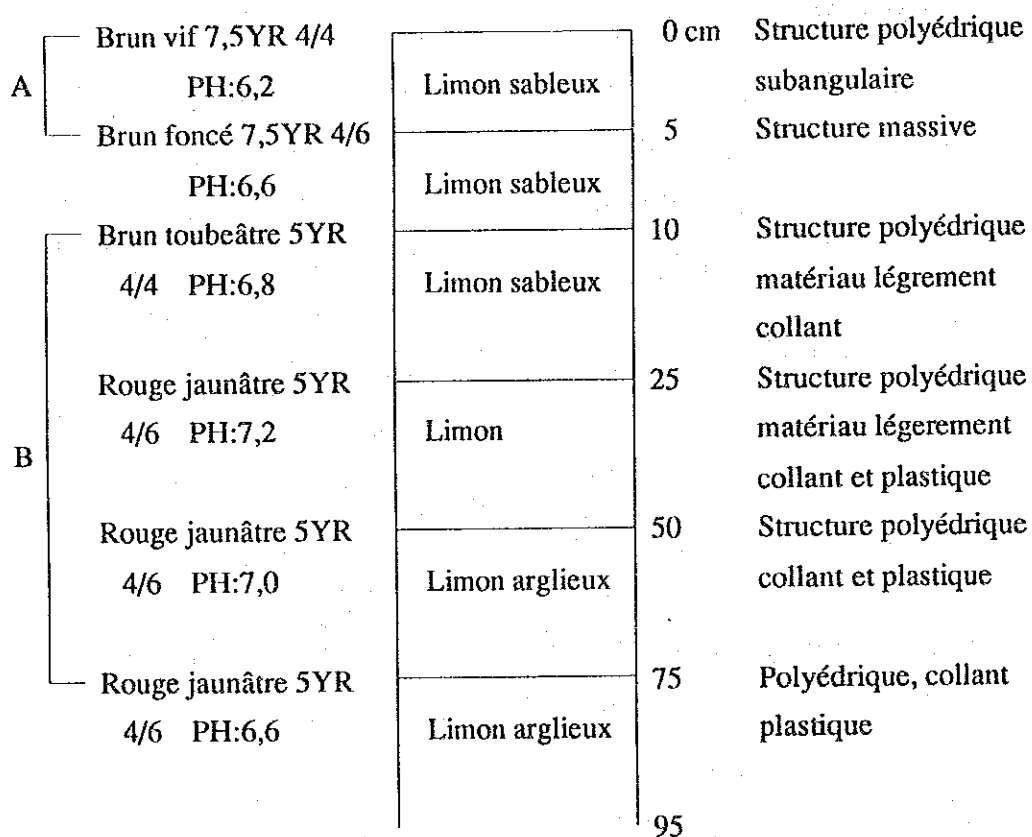 Brun vif 7,5YR 4/4 0 cm Structure polyédrique
A PH:6,2 Limon sableux subangulaire
Brun foncé 7,5YR 4/6 5 Structure massive
PH:6,6 Limon sableux
Brun toubeâtre 5YR 10 Structure polyédrique
4/4 PH:6,8 Limon sableux matériau légrement
collant
Rouge jaunâtre 5YR 25 Structure polyédrique
4/6 PH:7,2 Limon matériau légerement
B collant et plastique
Rouge jaunâtre 5YR 50 Structure polyédrique
4/6 PH:7,0 Limon arglieux collant et plastique
Rouge jaunâtre 5YR 75 Polyédrique, collant
4/6 PH:6,6 Limon arglieux plastique
95